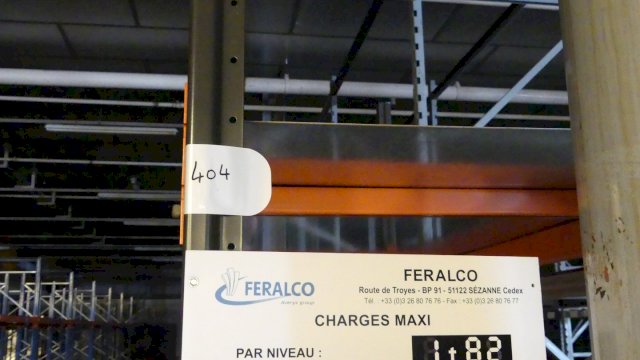 404
FERALCO
FERALCO
Route de Troyes - BP 91 - 51122 SÉZANNE Cedex
Tél. : +33 (0)3 26 80 76 76 - Fax : +33 (0)3 26 80 76 77
CHARGES MAXI
PAR NIVEAU :
1t82